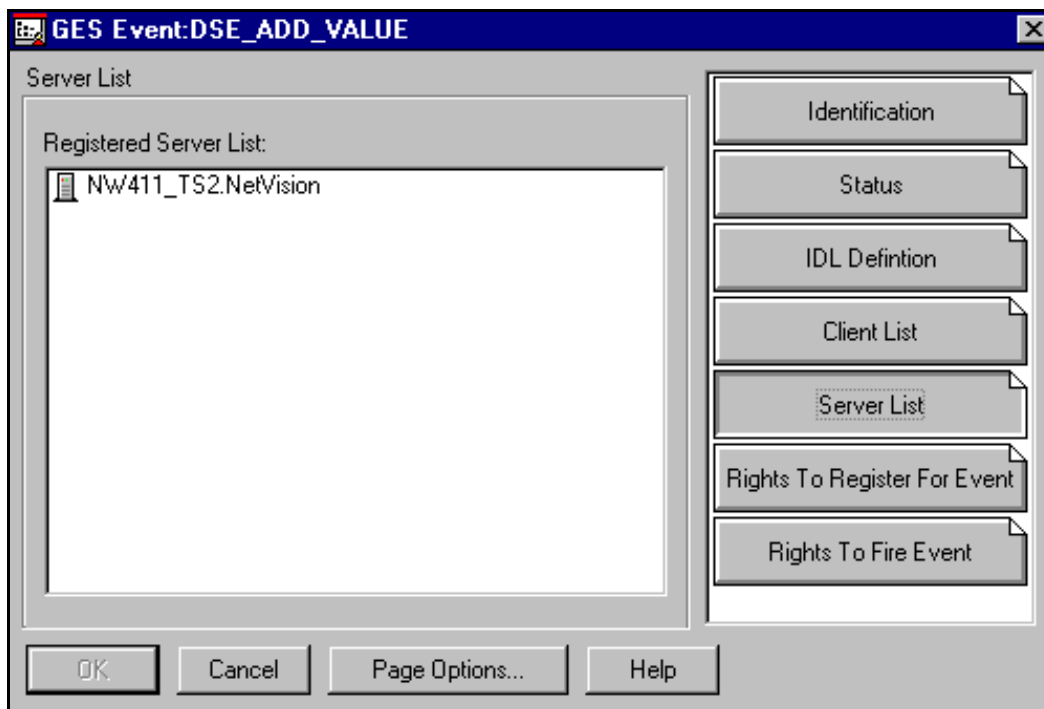 GES Event:DSE_ADD_VALUE
Server List
Registered Server List:
NW411_TS2.NetVision
Identification
Status
IDL Defintion
Client List
Server List
Rights To Register For Event
Rights To Fire Event
OK
Cancel
Page Options...
Help